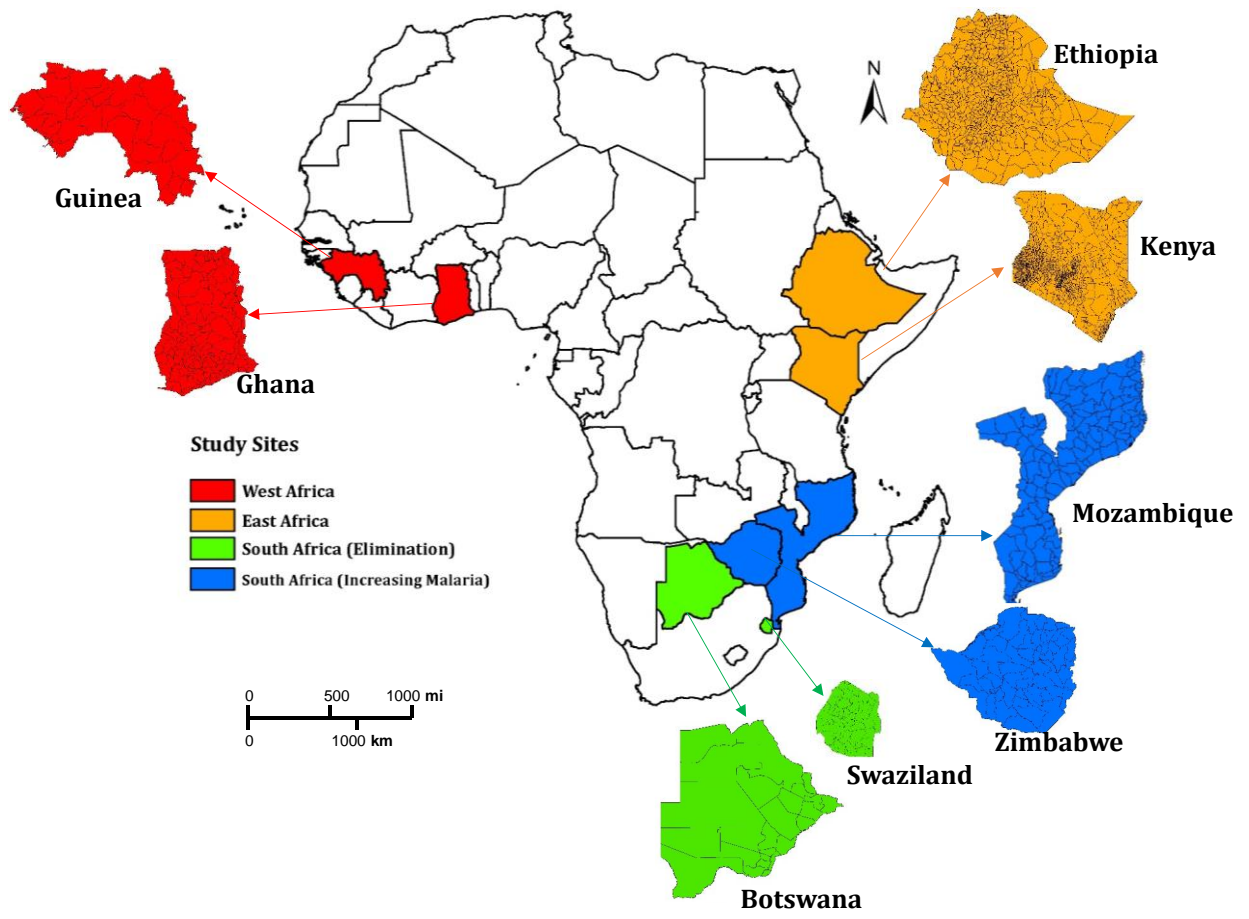 Ethiopia
N
Guinea
Kenya
Ghana
Study Sites
West Africa
East Africa
South Africa (Elimination)
South Africa (Increasing Malaria)
Mozambique
0 500 1000 mi
0 1000 km
Zimbabwe
Swaziland
Botswana